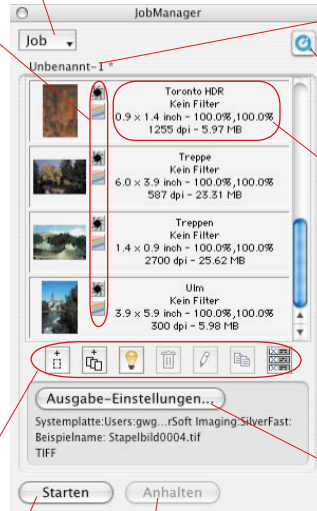 JobManager
Job
Unbenannt-1 *
Toronto HDR
Kein Filter
0.9 x 1.4 inch - 100.0%,100.0%
1255 dpi - 5.97 MB
Treppe
Kein Filter
6.0 x 3.9 inch - 100.0%,100.0%
587 dpi - 23.31 MB
Treppen
Kein Filter
1.4 x 0.9 inch - 100.0%,100.0%
2700 dpi - 25.62 MB
Ulm
Kein Filter
3.9 x 5.9 inch - 100.0%,100.0%
300 dpi - 5.98 MB
Ausgabe-Einstellungen...
Systemplatte:Users:gwg...rSoft Imaging:SilverFast:
Beispielname: Stapelbild0004.tif
TIFF
Starten
Anhalten